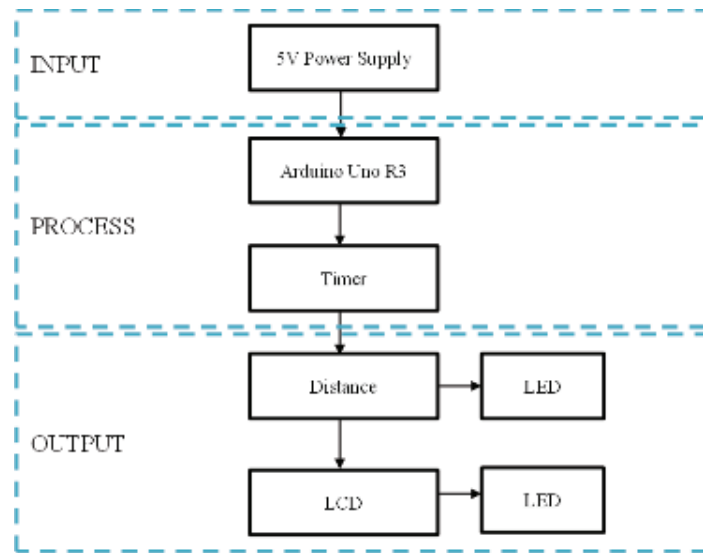 INPUT
5V Power Supply
PROCESS
Arduino Uno R3
Timer
OUTPUT
Distance
LED
LCD
LED